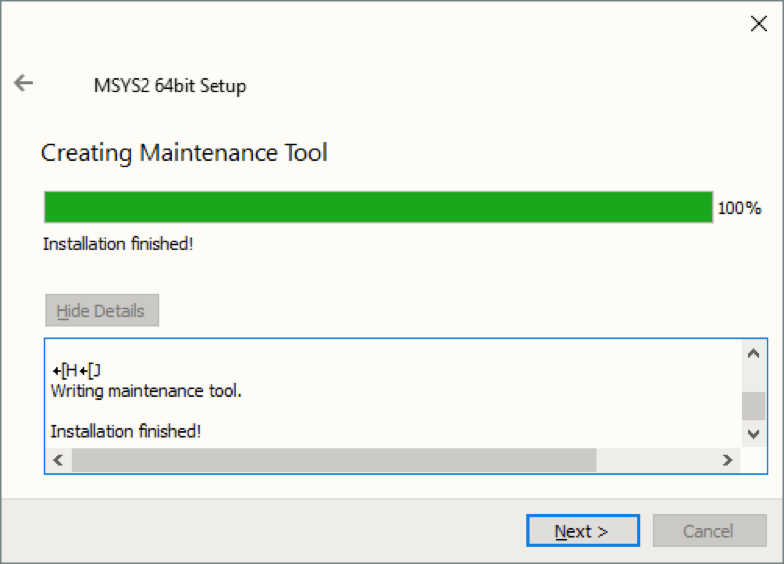 MSYS2 64bit Setup
Creating Maintenance Tool
100%
Installation finished!
Hide Details
←[H←[J
Writing maintenance tool.
Installation finished!
Next >
Cancel